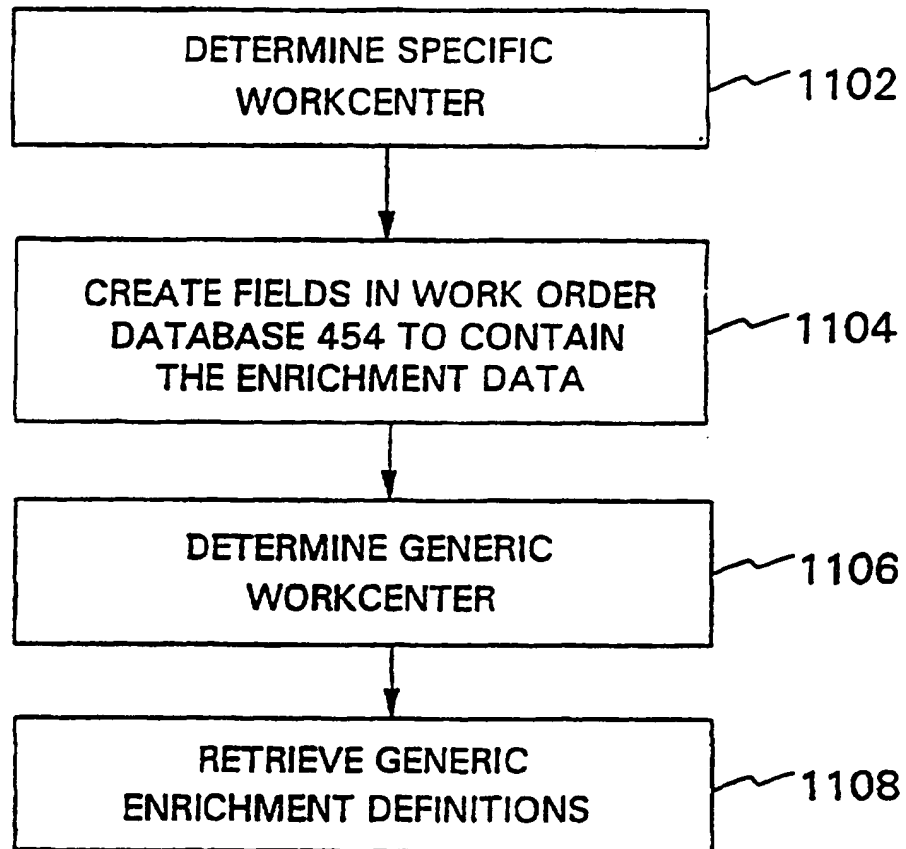 DETERMINE SPECIFIC
WORKCENTER
1102
CREATE FIELDS IN WORK ORDER
DATABASE 454 TO CONTAIN
THE ENRICHMENT DATA
1104
DETERMINE GENERIC
WORKCENTER
1106
RETRIEVE GENERIC
ENRICHMENT DEFINITIONS
1108